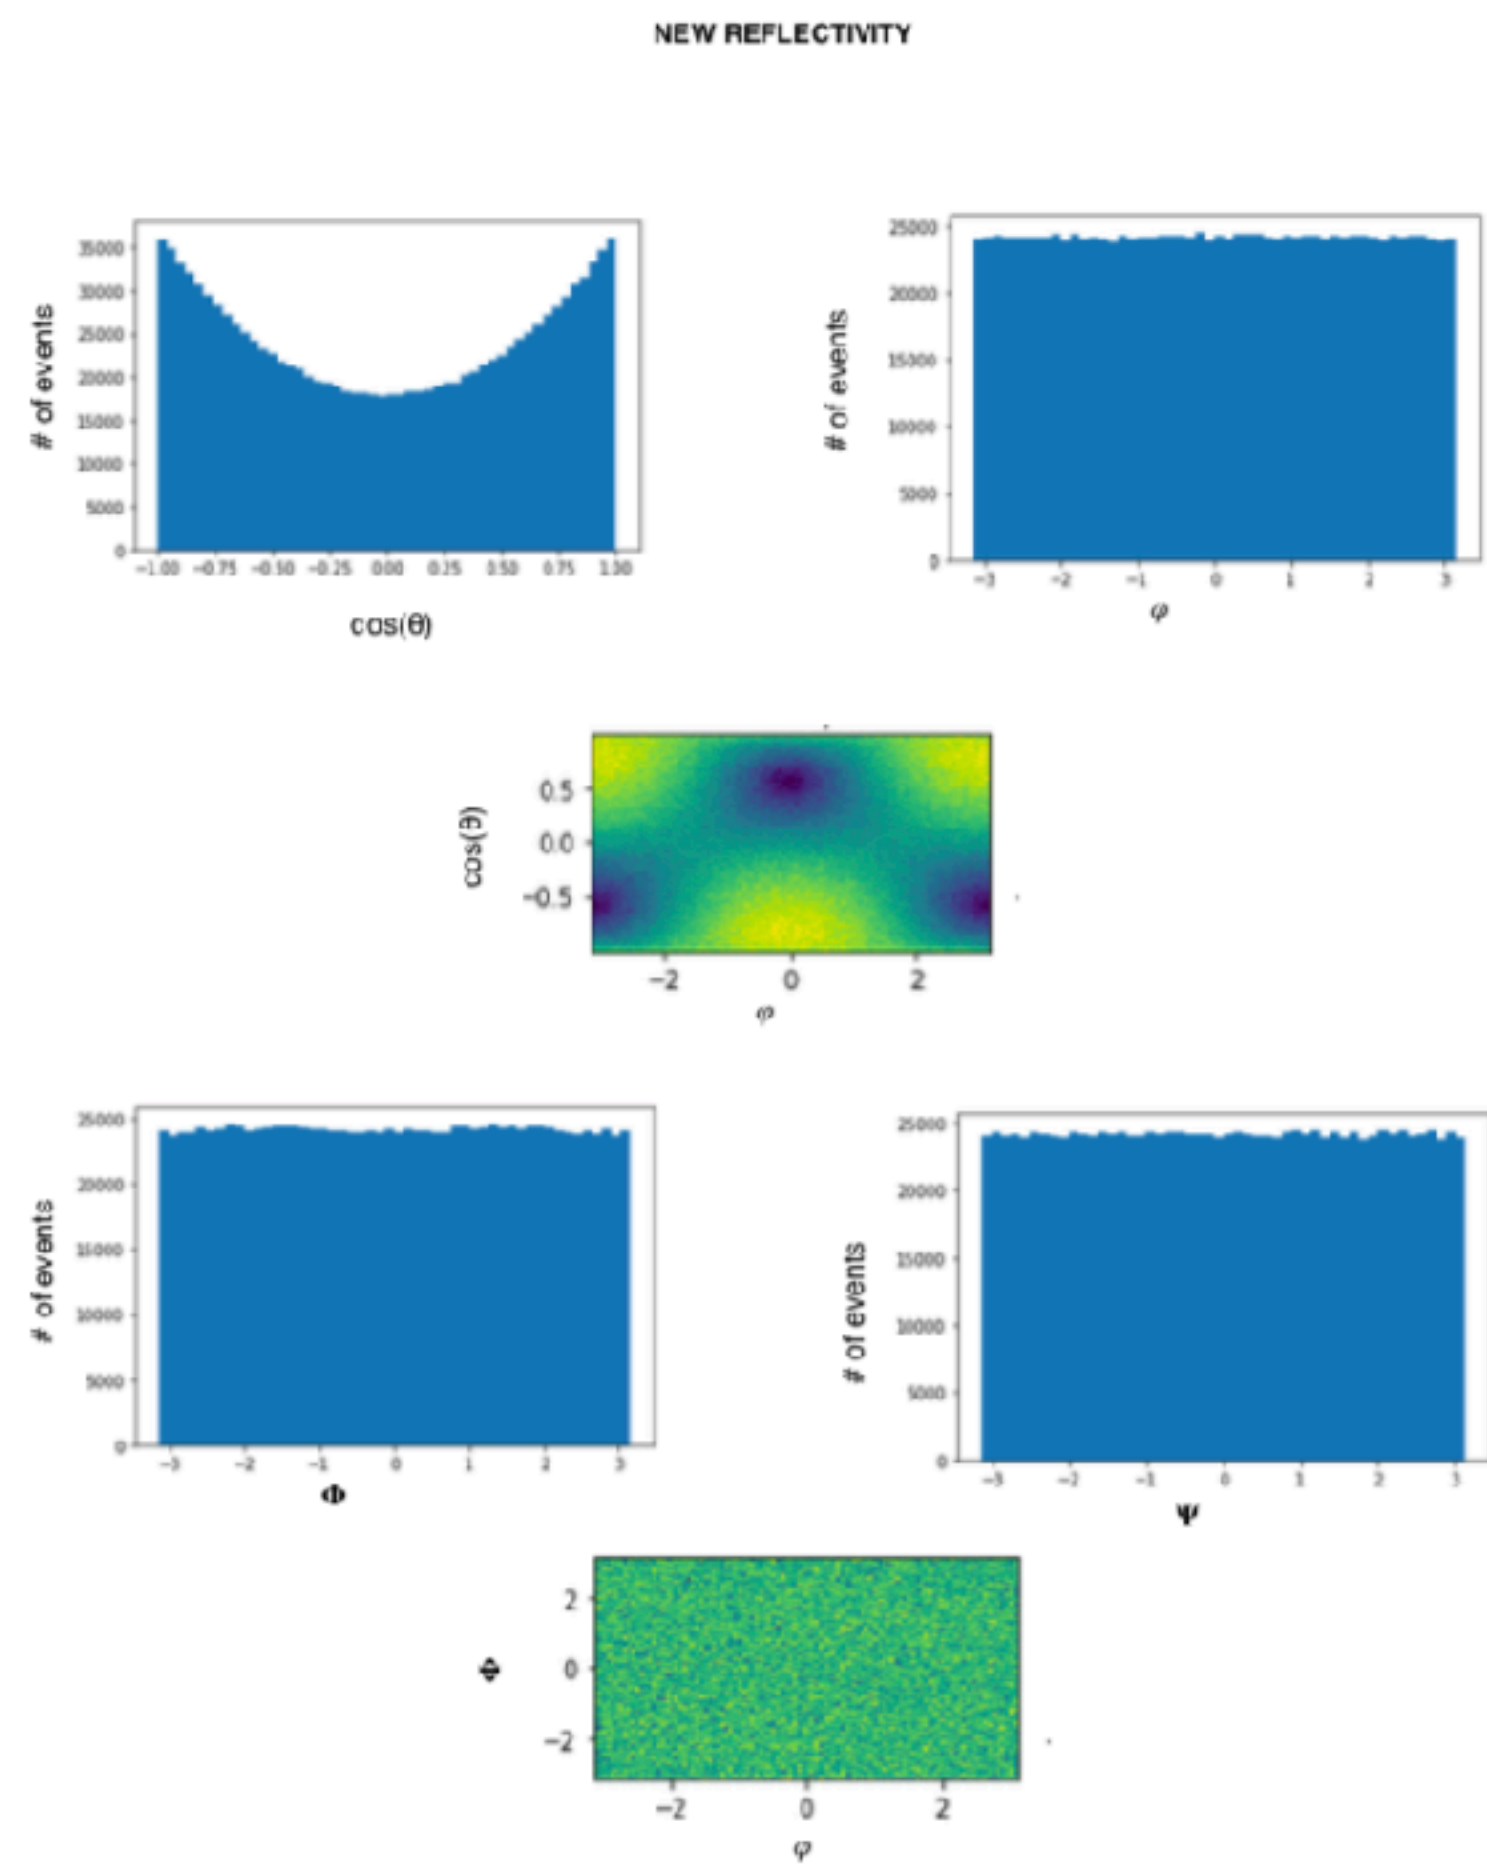 NEW REFLECTIVITY
# of events
35000
30000
25000
20000
15000
10000
5000
0
−1.00 −0.75 −0.50 −0.25 0.00 0.25 0.50 0.75 1.00
cos(θ)
# of events
25000
20000
15000
10000
5000
0
−3 −2 −1 0 1 2 3
φ
cos(θ)
0.5
0.0
−0.5
−2 0 2
φ
# of events
25000
20000
15000
10000
5000
0
−3 −2 −1 0 1 2 3
Φ
# of events
25000
20000
15000
10000
5000
0
−3 −2 −1 0 1 2 3
Ψ
Φ
2
0
−2
−2 0 2
φ